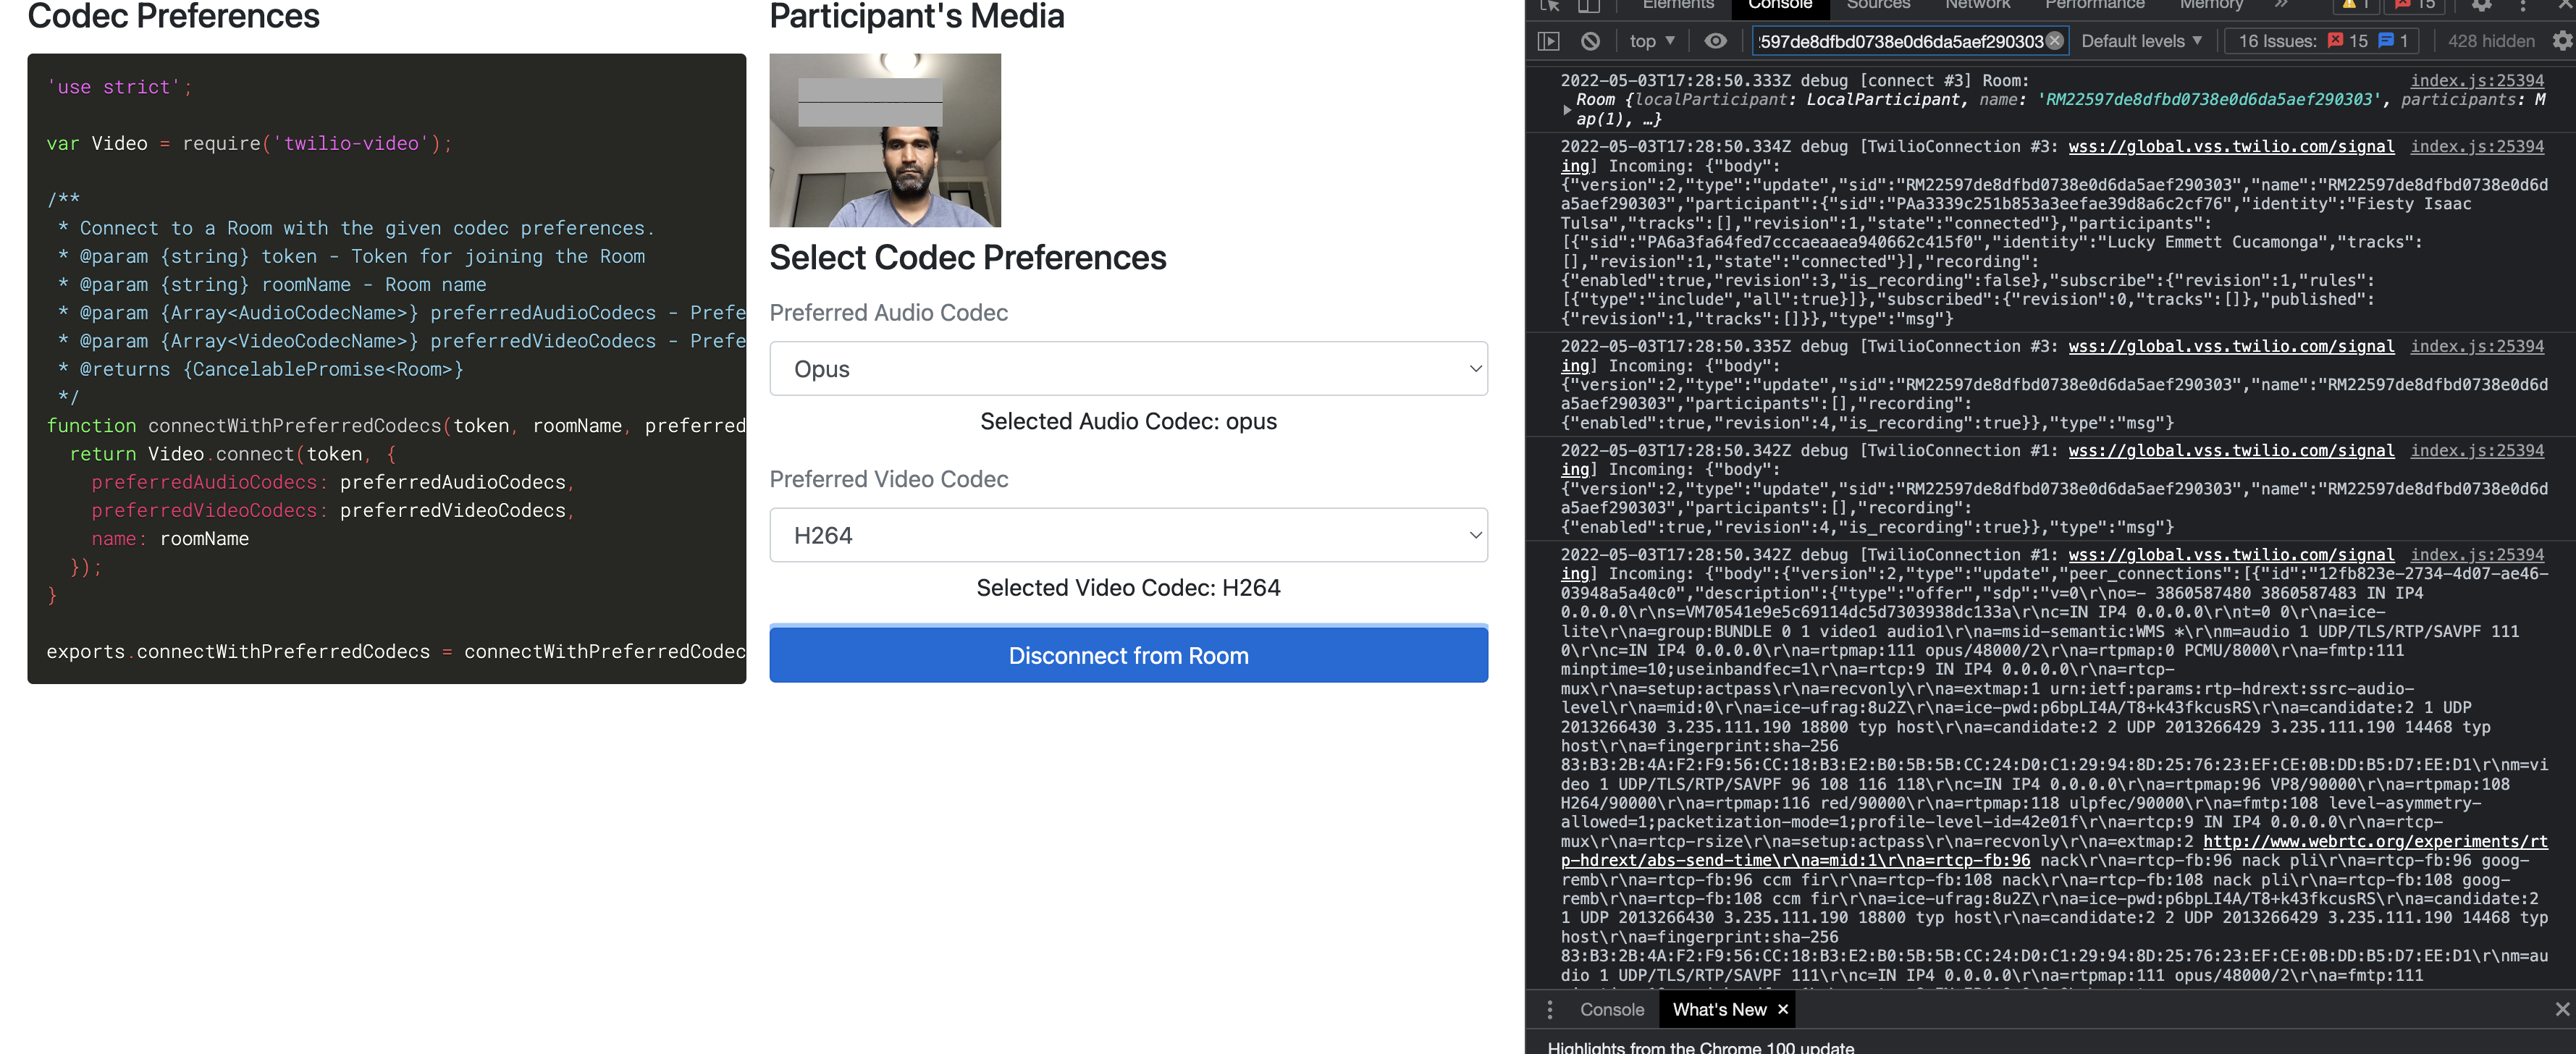 Codec Preferences
'use strict';
var Video = require('twilio-video');
/**
* Connect to a Room with the given codec preferences.
* @param {string} token - Token for joining the Room
* @param {string} roomName - Room name
* @param {Array<AudioCodecName>} preferredAudioCodecs - Prefe
* @param {Array<VideoCodecName>} preferredVideoCodecs - Prefe
* @returns {CancelablePromise<Room>}
*/
function connectWithPreferredCodecs(token, roomName, preferred
return Video.connect(token, {
preferredAudioCodecs: preferredAudioCodecs,
preferredVideoCodecs: preferredVideoCodecs,
name: roomName
});
}
exports.connectWithPreferredCodecs = connectWithPreferredCodec
Participant's Media
Select Codec Preferences
Preferred Audio Codec
Opus
Selected Audio Codec: opus
Preferred Video Codec
H264
Selected Video Codec: H264
Disconnect from Room
Elements Console Sources Network Performance Memory » 1 15
top :597de8dfbd0738e0d6da5aef290303 Default levels 16 Issues: 15 1 428 hidden
2022-05-03T17:28:50.333Z debug [connect #3] Room: index.js:25394
Room {localParticipant: LocalParticipant, name: 'RM22597de8dfbd0738e0d6da5aef290303', participants: M
ap(1), …}
2022-05-03T17:28:50.334Z debug [TwilioConnection #3: wss://global.vss.twilio.com/signal index.js:25394
ing] Incoming: {"body":
{"version":2,"type":"update","sid":"RM22597de8dfbd0738e0d6da5aef290303","name":"RM22597de8dfbd0738e0d6d
a5aef290303","participant":{"sid":"PAa3339c251b853a3eefae39d8a6c2cf76","identity":"Fiesty Isaac
Tulsa","tracks":[],"revision":1,"state":"connected"},"participants":
[{"sid":"PA6a3fa64fed7cccaeaaea940662c415f0","identity":"Lucky Emmett Cucamonga","tracks":
[],"revision":1,"state":"connected"}],"recording":
{"enabled":true,"revision":3,"is_recording":false},"subscribe":{"revision":1,"rules":
[{"type":"include","all":true}]},"subscribed":{"revision":0,"tracks":[]},"published":
{"revision":1,"tracks":[]}},"type":"msg"}
2022-05-03T17:28:50.335Z debug [TwilioConnection #3: wss://global.vss.twilio.com/signal index.js:25394
ing] Incoming: {"body":
{"version":2,"type":"update","sid":"RM22597de8dfbd0738e0d6da5aef290303","name":"RM22597de8dfbd0738e0d6d
a5aef290303","participants":[],"recording":
{"enabled":true,"revision":4,"is_recording":true}},"type":"msg"}
2022-05-03T17:28:50.342Z debug [TwilioConnection #1: wss://global.vss.twilio.com/signal index.js:25394
ing] Incoming: {"body":
{"version":2,"type":"update","sid":"RM22597de8dfbd0738e0d6da5aef290303","name":"RM22597de8dfbd0738e0d6d
a5aef290303","participants":[],"recording":
{"enabled":true,"revision":4,"is_recording":true}},"type":"msg"}
2022-05-03T17:28:50.342Z debug [TwilioConnection #1: wss://global.vss.twilio.com/signal index.js:25394
ing] Incoming: {"body":{"version":2,"type":"update","peer_connections":[{"id":"12fb823e-2734-4d07-ae46-
03948a5a40c0","description":{"type":"offer","sdp":"v=0\r\no=- 3860587480 3860587483 IN IP4
0.0.0.0\r\ns=VM70541e9e5c69114dc5d7303938dc133a\r\nc=IN IP4 0.0.0.0\r\nt=0 0\r\na=ice-
lite\r\na=group:BUNDLE 0 1 video1 audio1\r\na=msid-semantic:WMS *\r\nm=audio 1 UDP/TLS/RTP/SAVPF 111
0\r\nc=IN IP4 0.0.0.0\r\na=rtpmap:111 opus/48000/2\r\na=rtpmap:0 PCMU/8000\r\na=fmtp:111
minptime=10;useinbandfec=1\r\na=rtcp:9 IN IP4 0.0.0.0\r\na=rtcp-
mux\r\na=setup:actpass\r\na=recvonly\r\na=extmap:1 urn:ietf:params:rtp-hdrext:ssrc-audio-
level\r\na=mid:0\r\na=ice-ufrag:8u2Z\r\na=ice-pwd:p6bpLI4A/T8+k43fkcusRS\r\na=candidate:2 1 UDP
2013266430 3.235.111.190 18800 typ host\r\na=candidate:2 2 UDP 2013266429 3.235.111.190 14468 typ
host\r\na=fingerprint:sha-256
83:B3:2B:4A:F2:F9:56:CC:18:B3:E2:B0:5B:5B:CC:24:D0:C1:29:94:8D:25:76:23:EF:CE:0B:DD:B5:D7:EE:D1\r\nm=vi
deo 1 UDP/TLS/RTP/SAVPF 96 108 116 118\r\nc=IN IP4 0.0.0.0\r\na=rtpmap:96 VP8/90000\r\na=rtpmap:108
H264/90000\r\na=rtpmap:116 red/90000\r\na=rtpmap:118 ulpfec/90000\r\na=fmtp:108 level-asymmetry-
allowed=1;packetization-mode=1;profile-level-id=42e01f\r\na=rtcp:9 IN IP4 0.0.0.0\r\na=rtcp-
mux\r\na=rtcp-rsize\r\na=setup:actpass\r\na=recvonly\r\na=extmap:2 http://www.webrtc.org/experiments/rt
p-hdrext/abs-send-time\r\na=mid:1\r\na=rtcp-fb:96 nack\r\na=rtcp-fb:96 nack pli\r\na=rtcp-fb:96 goog-
remb\r\na=rtcp-fb:96 ccm fir\r\na=rtcp-fb:108 nack\r\na=rtcp-fb:108 nack pli\r\na=rtcp-fb:108 goog-
remb\r\na=rtcp-fb:108 ccm fir\r\na=ice-ufrag:8u2Z\r\na=ice-pwd:p6bpLI4A/T8+k43fkcusRS\r\na=candidate:2
1 UDP 2013266430 3.235.111.190 18800 typ host\r\na=candidate:2 2 UDP 2013266429 3.235.111.190 14468 typ
host\r\na=fingerprint:sha-256
83:B3:2B:4A:F2:F9:56:CC:18:B3:E2:B0:5B:5B:CC:24:D0:C1:29:94:8D:25:76:23:EF:CE:0B:DD:B5:D7:EE:D1\r\nm=au
dio 1 UDP/TLS/RTP/SAVPF 111\r\nc=IN IP4 0.0.0.0\r\na=rtpmap:111 opus/48000/2\r\na=fmtp:111
Console What's New
Highlights from the Chrome 100 update